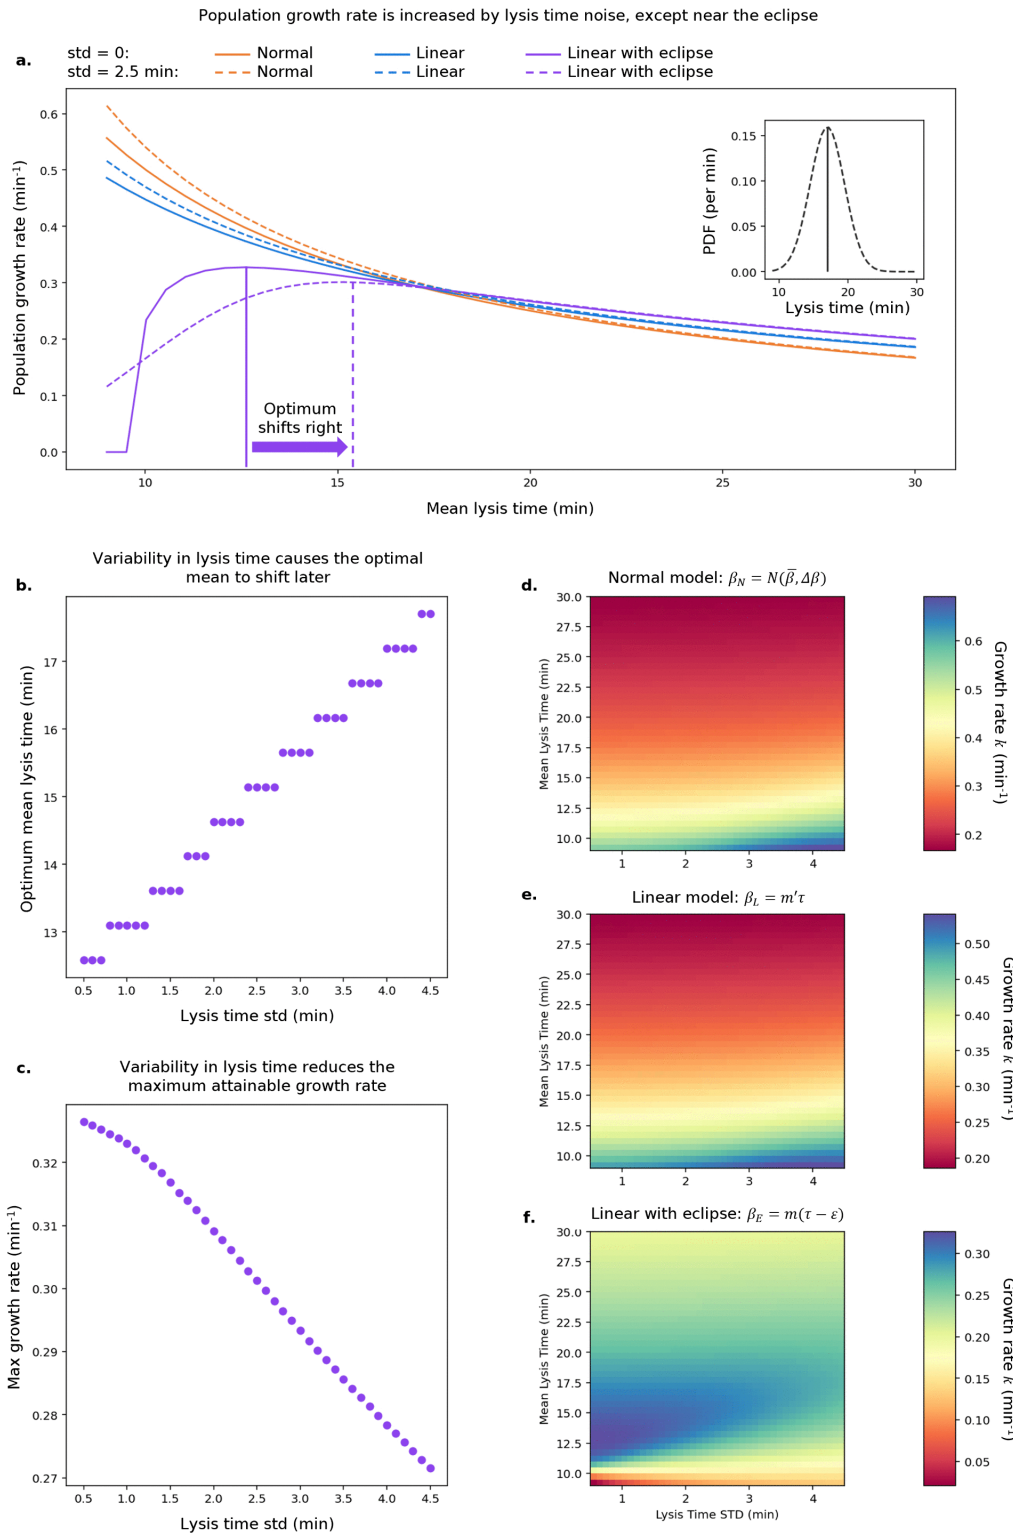 Population growth rate is increased by lysis time noise, except near the eclipse
a.
std = 0: Normal Linear Linear with eclipse
std = 2.5 min: Normal Linear Linear with eclipse
Population growth rate (min⁻¹)
0.6
0.5
0.4
0.3
0.2
0.1
0.0
10 15 20 25 30
Mean lysis time (min)
Optimum
shifts right
PDF (per min)
0.15
0.10
0.05
0.00
10 20 30
Lysis time (min)
b.
Variability in lysis time causes the optimal
mean to shift later
Optimum mean lysis time (min)
17
16
15
14
13
0.5 1.0 1.5 2.0 2.5 3.0 3.5 4.0 4.5
Lysis time std (min)
c.
Variability in lysis time reduces the
maximum attainable growth rate
Max growth rate (min⁻¹)
0.32
0.31
0.30
0.29
0.28
0.27
0.5 1.0 1.5 2.0 2.5 3.0 3.5 4.0 4.5
Lysis time std (min)
d.
Normal model: β_N = N(β̅, Δβ)
Mean Lysis Time (min)
30.0
27.5
25.0
22.5
20.0
17.5
15.0
12.5
10.0
1 2 3 4
0.6
0.5
0.4
0.3
0.2
Growth rate k (min⁻¹)
e.
Linear model: β_L = m′τ
Mean Lysis Time (min)
30.0
27.5
25.0
22.5
20.0
17.5
15.0
12.5
10.0
1 2 3 4
0.50
0.45
0.40
0.35
0.30
0.25
0.20
Growth rate k (min⁻¹)
f.
Linear with eclipse: β_E = m(τ − ε)
Mean Lysis Time (min)
30.0
27.5
25.0
22.5
20.0
17.5
15.0
12.5
10.0
1 2 3 4
Lysis Time STD (min)
0.30
0.25
0.20
0.15
0.10
0.05
Growth rate k (min⁻¹)